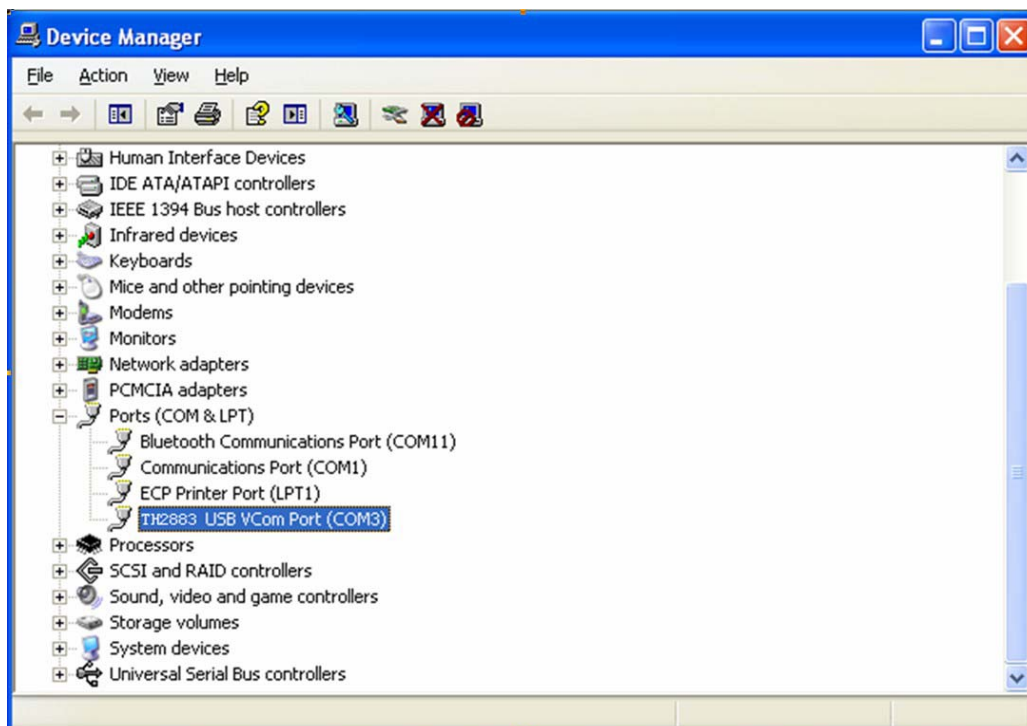 Device Manager
File Action View Help
Human Interface Devices
IDE ATA/ATAPI controllers
IEEE 1394 Bus host controllers
Infrared devices
Keyboards
Mice and other pointing devices
Modems
Monitors
Network adapters
PCMCIA adapters
Ports (COM & LPT)
Bluetooth Communications Port (COM11)
Communications Port (COM1)
ECP Printer Port (LPT1)
TH2883 USB VCom Port (COM3)
Processors
SCSI and RAID controllers
Sound, video and game controllers
Storage volumes
System devices
Universal Serial Bus controllers